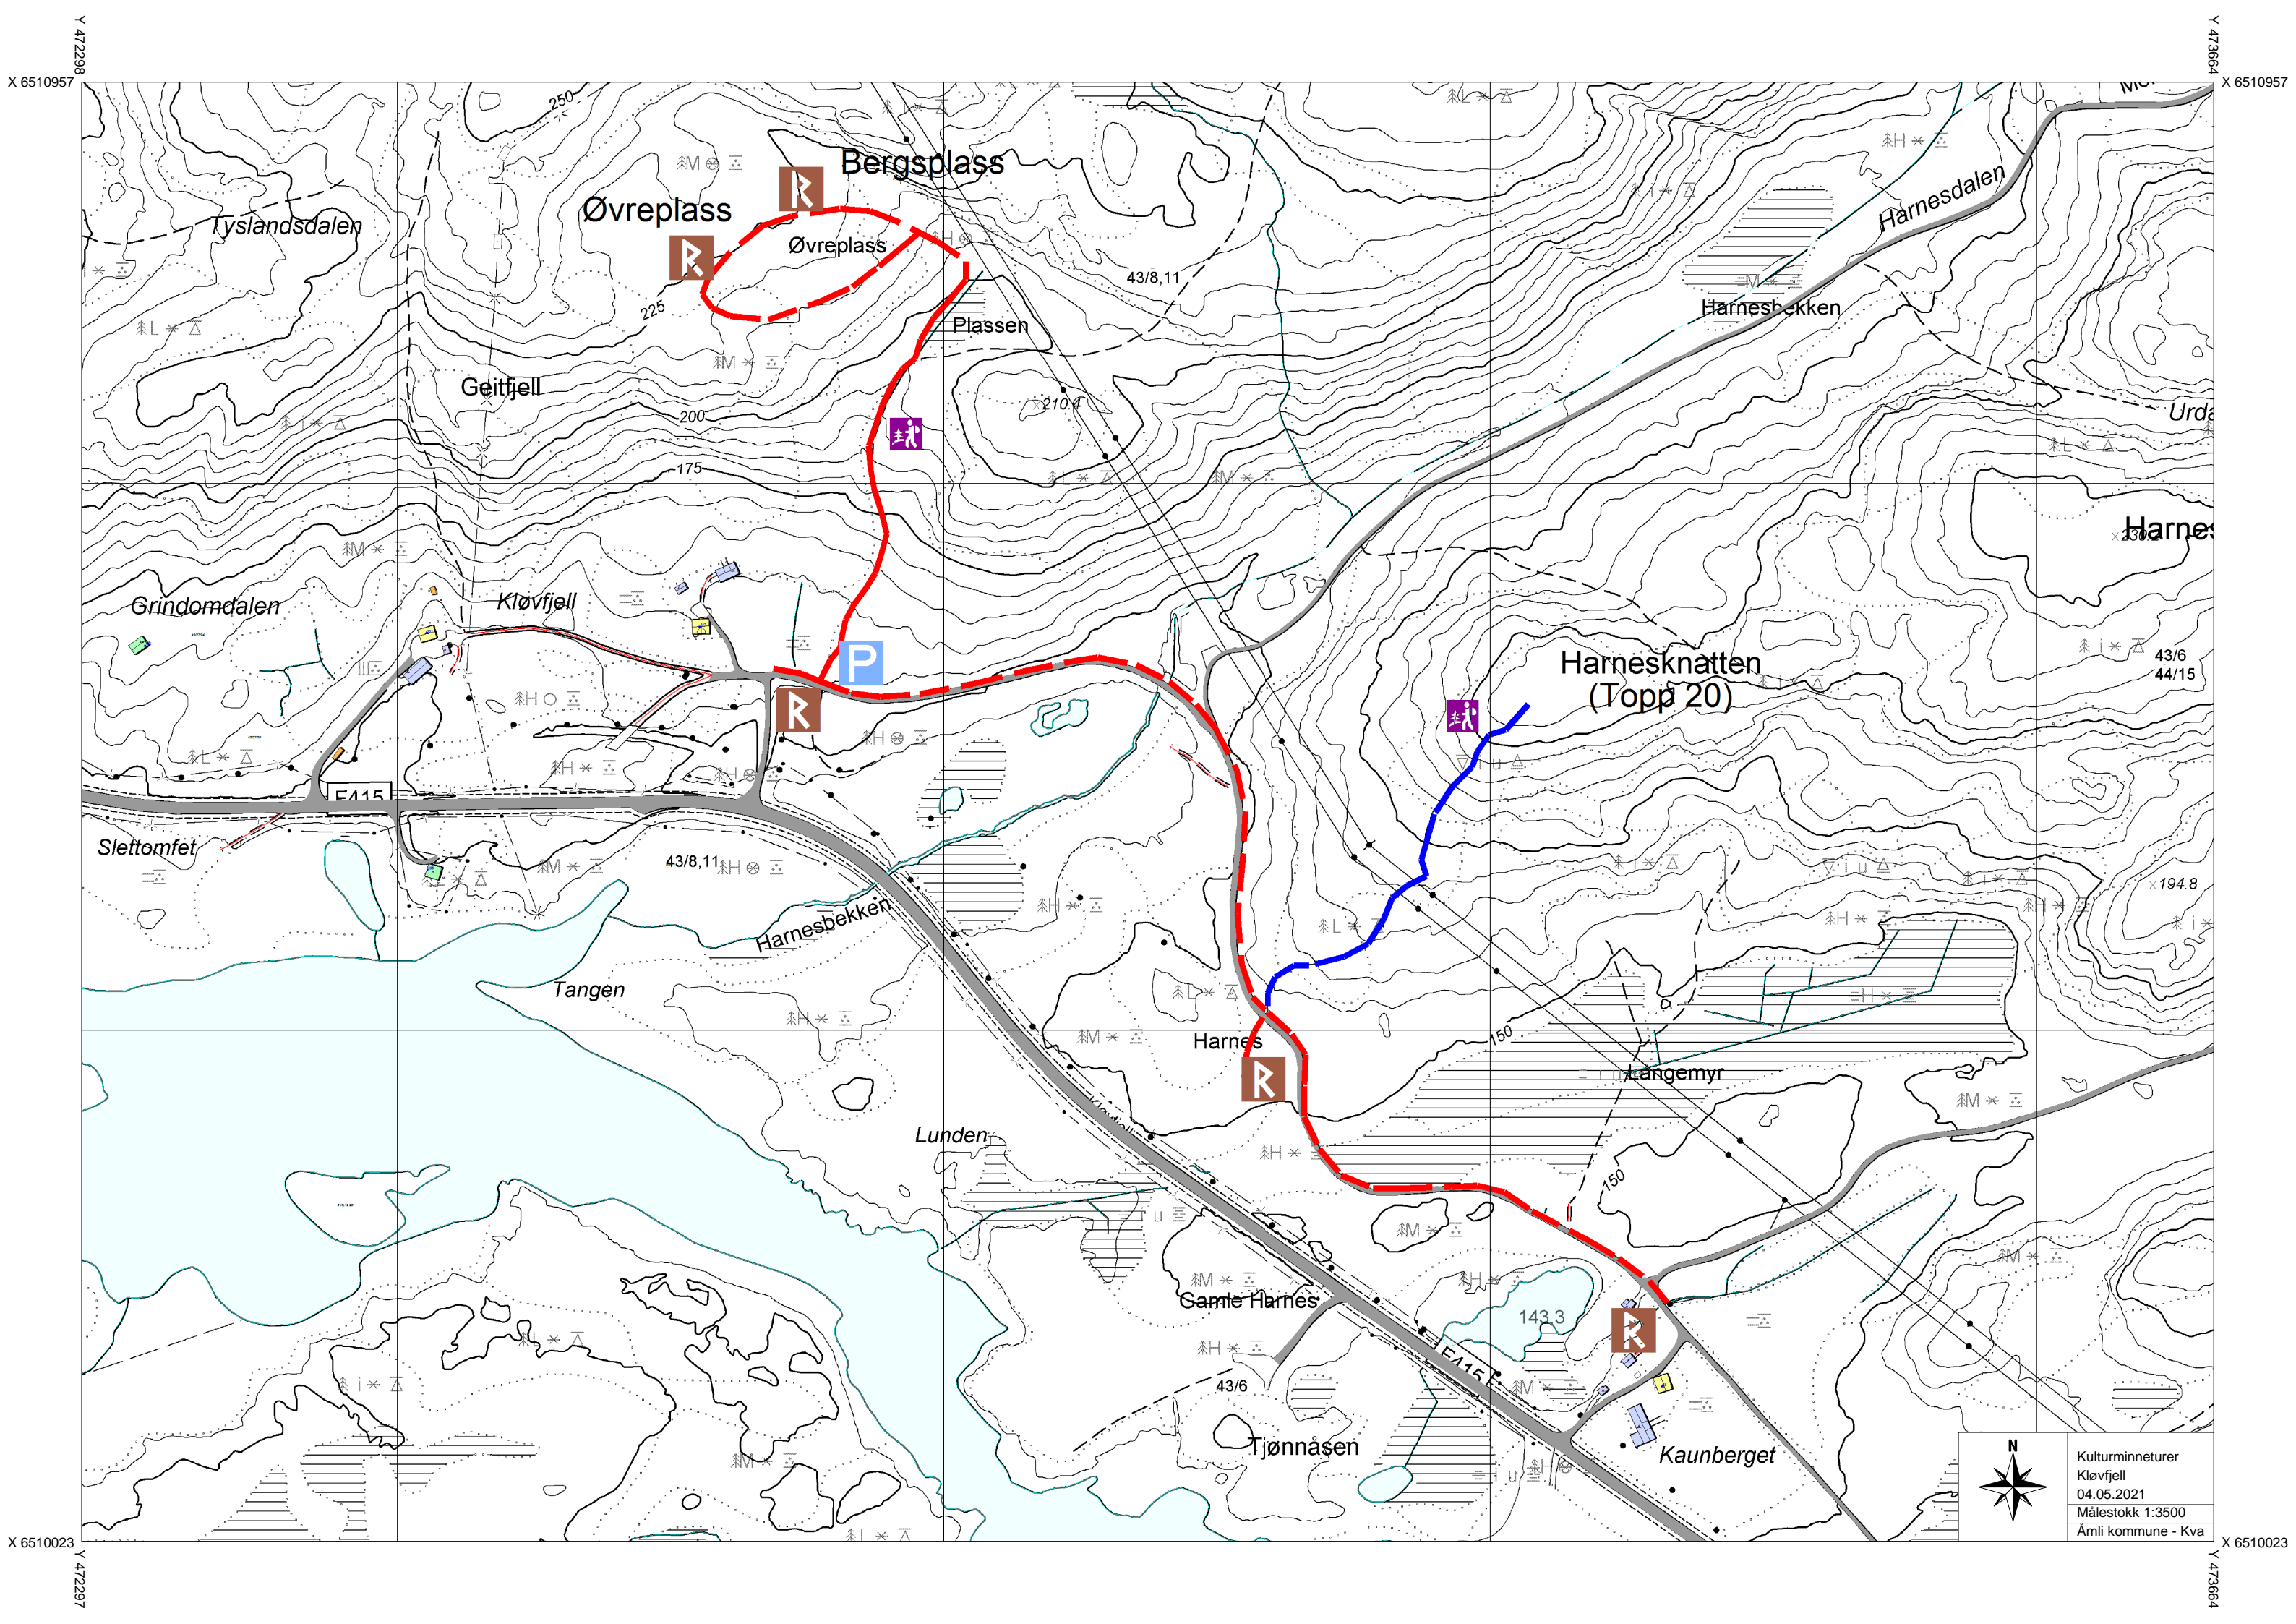 Y 472298
Y 473664
X 6510957
X 6510957
250
Bergsplass
Øvreplass
Øvreplass
Tyslandsdalen
Harnesdalen
43/8,11
Harnesbekken
225
Plassen
Geitfjell
200
210.4
175
Harnes
Grindomdalen
Kløvfjell
P
Harnesknatten
(Topp 20)
43/6
44/15
F415
Slettomfet
43/8,11
194.8
Harnesbekken
Tangen
150
Harnes
Langemyr
Lunden
150
Gamle Harnes
143.3
F415
43/6
Tjønnåsen
Kaunberget
N
Kulturminneturer
Kløvfjell
04.05.2021
Målestokk 1:3500
Åmli kommune - Kva
X 6510023
X 6510023
Y 472297
Y 473664